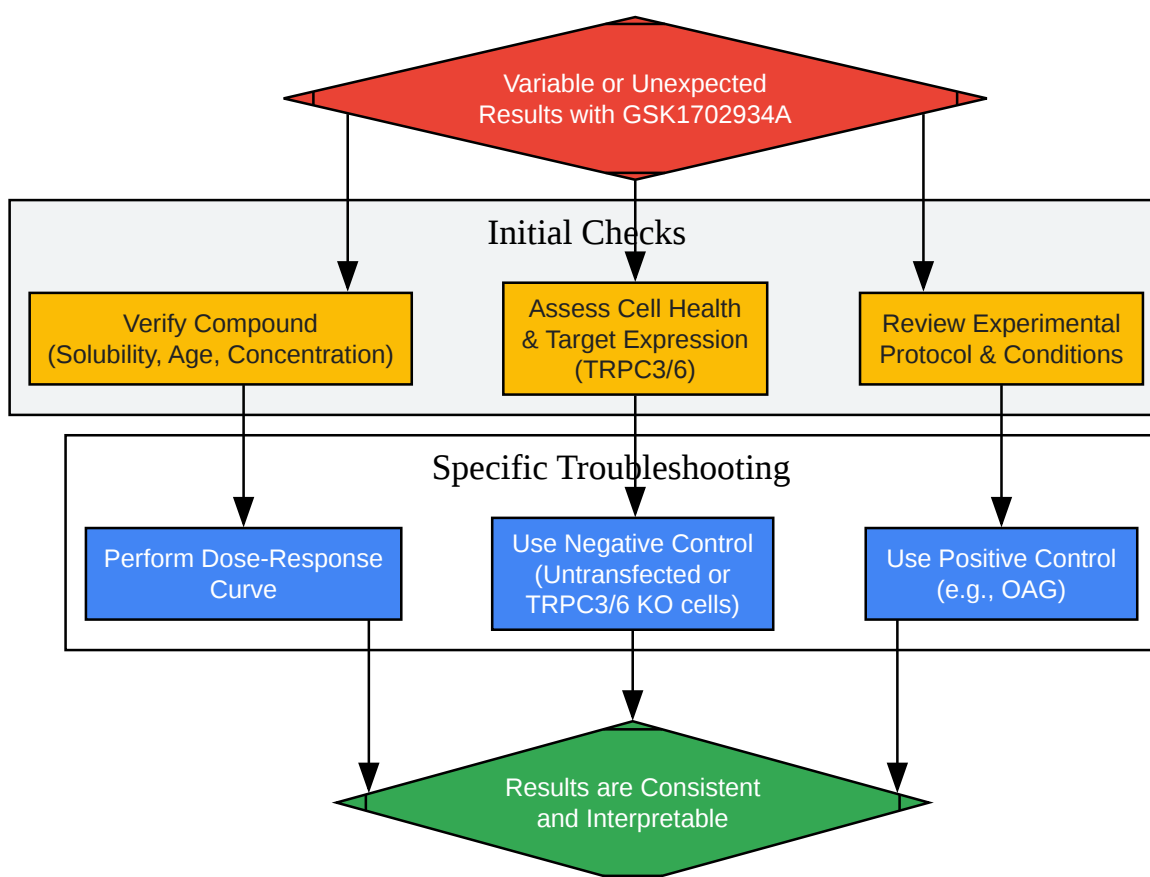 Variable or Unexpected
Results with GSK1702934A
Initial Checks
Verify Compound
(Solubility, Age, Concentration)
Assess Cell Health
& Target Expression
(TRPC3/6)
Review Experimental
Protocol & Conditions
Specific Troubleshooting
Perform Dose-Response
Curve
Use Negative Control
(Untransfected or
TRPC3/6 KO cells)
Use Positive Control
(e.g., OAG)
Results are Consistent
and Interpretable